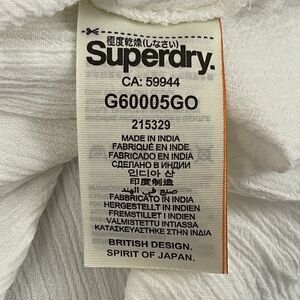 極度乾燥(しなさい)
Superdry.
CA: 59944
G60005GO
215329
MADE IN INDIA
FABRIQUÉ EN INDE
FABRICADO EN INDIA
СДЕЛАНО В ИНДИИ
인디아 산
印度制造
صنع في الهند
FABBRICATO IN INDIA
HERGESTELLT IN INDIEN
FREMSTILLET I INDIEN
VALMISTETTU INTIASSA
ΚΑΤΑΣΚΕΥΑΣΤΗΚΕ ΣΤΗΝ ΙΝΔΙΑ
BRITISH DESIGN.
SPIRIT OF JAPAN.